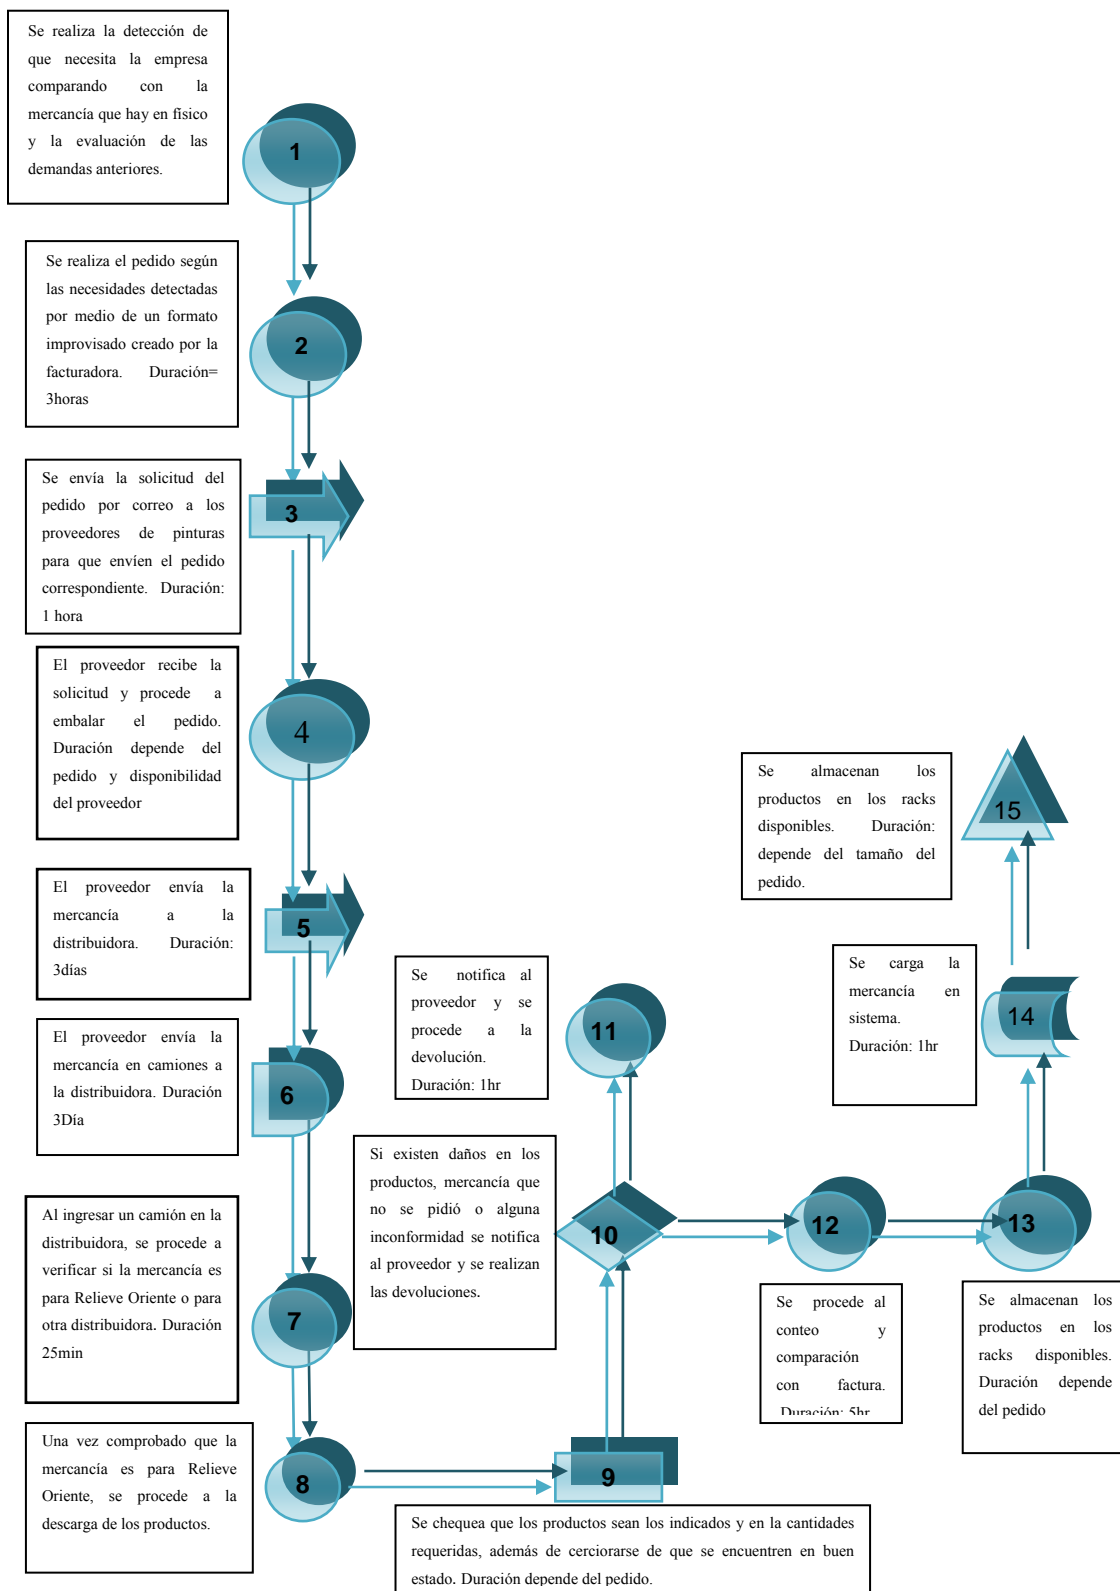 Se realiza la detección de
que necesita la empresa
comparando con la
mercancía que hay en físico
y la evaluación de las
demandas anteriores.
1
Se realiza el pedido según
las necesidades detectadas
por medio de un formato
improvisado creado por la
facturadora. Duración=
3horas
2
Se envía la solicitud del
pedido por correo a los
proveedores de pinturas
para que envíen el pedido
correspondiente. Duración:
1 hora
3
El proveedor recibe la
solicitud y procede a
embalar el pedido.
Duración depende del
pedido y disponibilidad
del proveedor
4
El proveedor envía la
mercancía a la
distribuidora. Duración:
3días
5
El proveedor envía la
mercancía en camiones a
la distribuidora. Duración
3Día
6
Al ingresar un camión en la
distribuidora, se procede a
verificar si la mercancía es
para Relieve Oriente o para
otra distribuidora. Duración
25min
7
Una vez comprobado que la
mercancía es para Relieve
Oriente, se procede a la
descarga de los productos.
8
9
Se chequea que los productos sean los indicados y en la cantidades
requeridas, además de cerciorarse de que se encuentren en buen
estado. Duración depende del pedido.
Si existen daños en los
productos, mercancía que
no se pidió o alguna
inconformidad se notifica
al proveedor y se realizan
las devoluciones.
10
Se notifica al
proveedor y se
procede a la
devolución.
Duración: 1hr
11
12
Se procede al
conteo y
comparación
con factura.
Duración: 5hr
13
Se almacenan los
productos en los
racks disponibles.
Duración depende
del pedido
Se carga la
mercancía en
sistema.
Duración: 1hr
14
Se almacenan los
productos en los racks
disponibles. Duración:
depende del tamaño del
pedido.
15